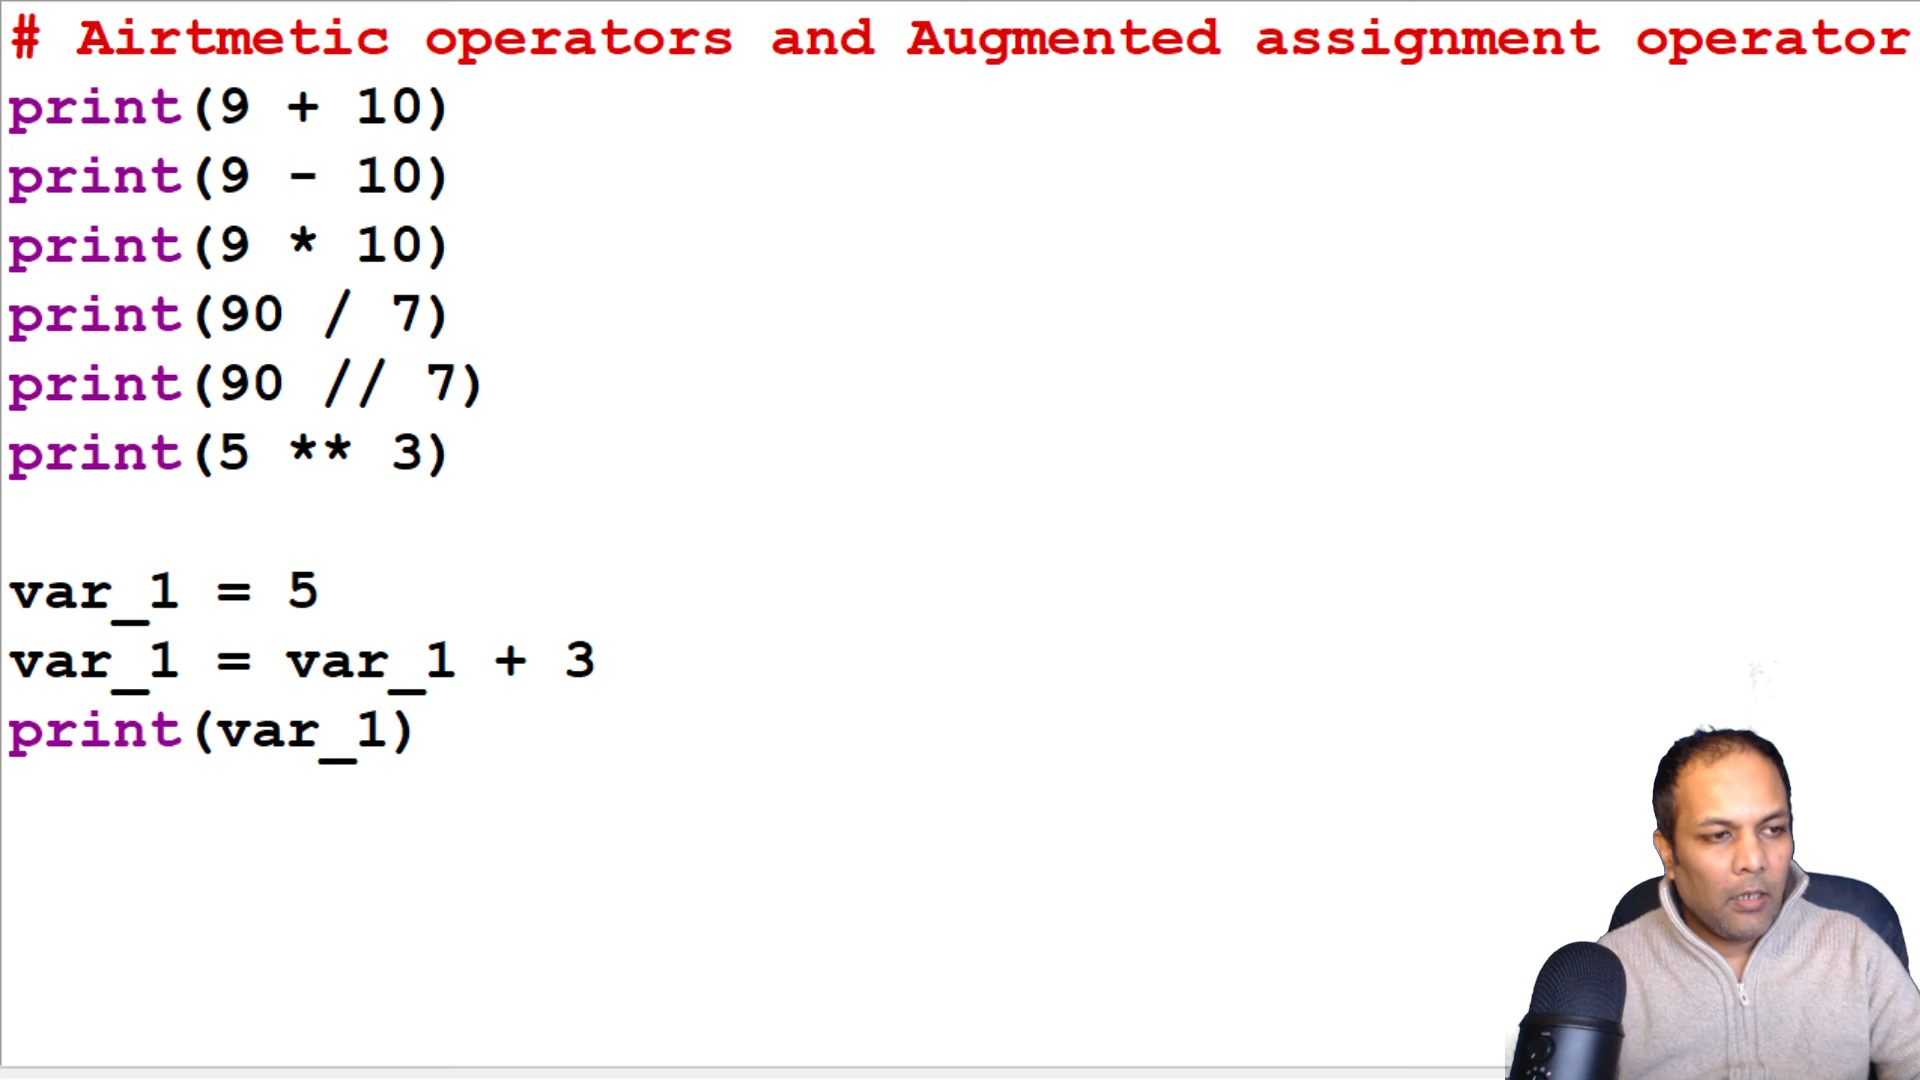 # Airtmetic operators and Augmented assignment operator
print(9 + 10)
print(9 - 10)
print(9 * 10)
print(90 / 7)
print(90 // 7)
print(5 ** 3)
var_1 = 5
var_1 = var_1 + 3
print(var_1)